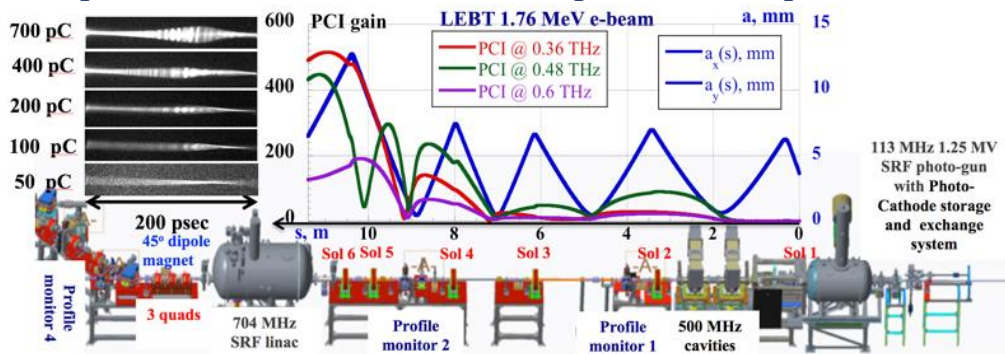 700 pC
400 pC
200 pC
100 pC
50 pC
200 psec
600
PCI gain
LEBT 1.76 MeV e-beam
a, mm
15
PCI @ 0.36 THz
PCI @ 0.48 THz
PCI @ 0.6 THz
a_x(s), mm
a_y(s), mm
400
10
200
5
0
0
s, m
10
8
6
4
2
0
113 MHz 1.25 MV
SRF photo-gun
with Photo-
Cathode storage
and exchange
system
45° dipole
magnet
Sol 6
Sol 5
Sol 4
Sol 3
Sol 2
Sol 1
-A-
Profile
monitor 4
3 quads
704 MHz
SRF linac
Profile
monitor 2
Profile
monitor 1
500 MHz
cavities